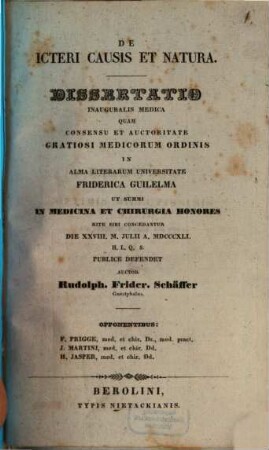 DE
ICTERI CAUSIS ET NATURA.
DISSERTATIO
INAUGURALIS MEDICA
QUAM
CONSENSU ET AUCTORITATE
GRATIOSI MEDICORUM ORDINIS
IN
ALMA LITERARUM UNIVERSITATE
FRIDERICA GUILELMA
UT SUMMI
IN MEDICINA ET CHIRURGIA HONORES
RITE SIBI CONCEDANTUR
DIE XXVIII, M. JULII A. MDCCCXLI.
H. L. Q. S.
PUBLICE DEFENDET
AUCTOR
Rudolph. Frider. Schäffer
Guestphalus.
OPPONENTIBUS:
F. FRIGGE, med. et chir. Dr., med. pract.
J. MARTINI, med. et chir. Dd.
H. JASPER, med. et chir. Dd.
BEROLINI,
TYPIS NIETACKIANIS.